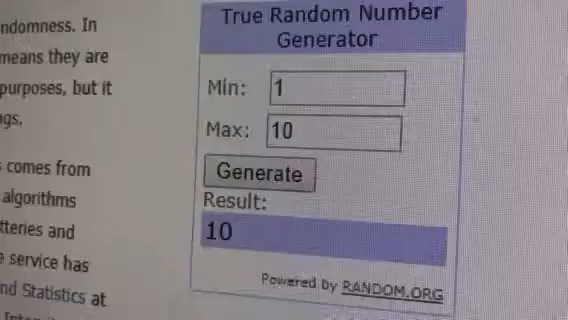 ndomness. In
means they are
purposes, but it
comes from
algorithms
tteries and
service has
nd Statistics at
True Random Number
Generator
Min: 1
Max: 10
Generate
Result:
10
Powered by RANDOM.ORG